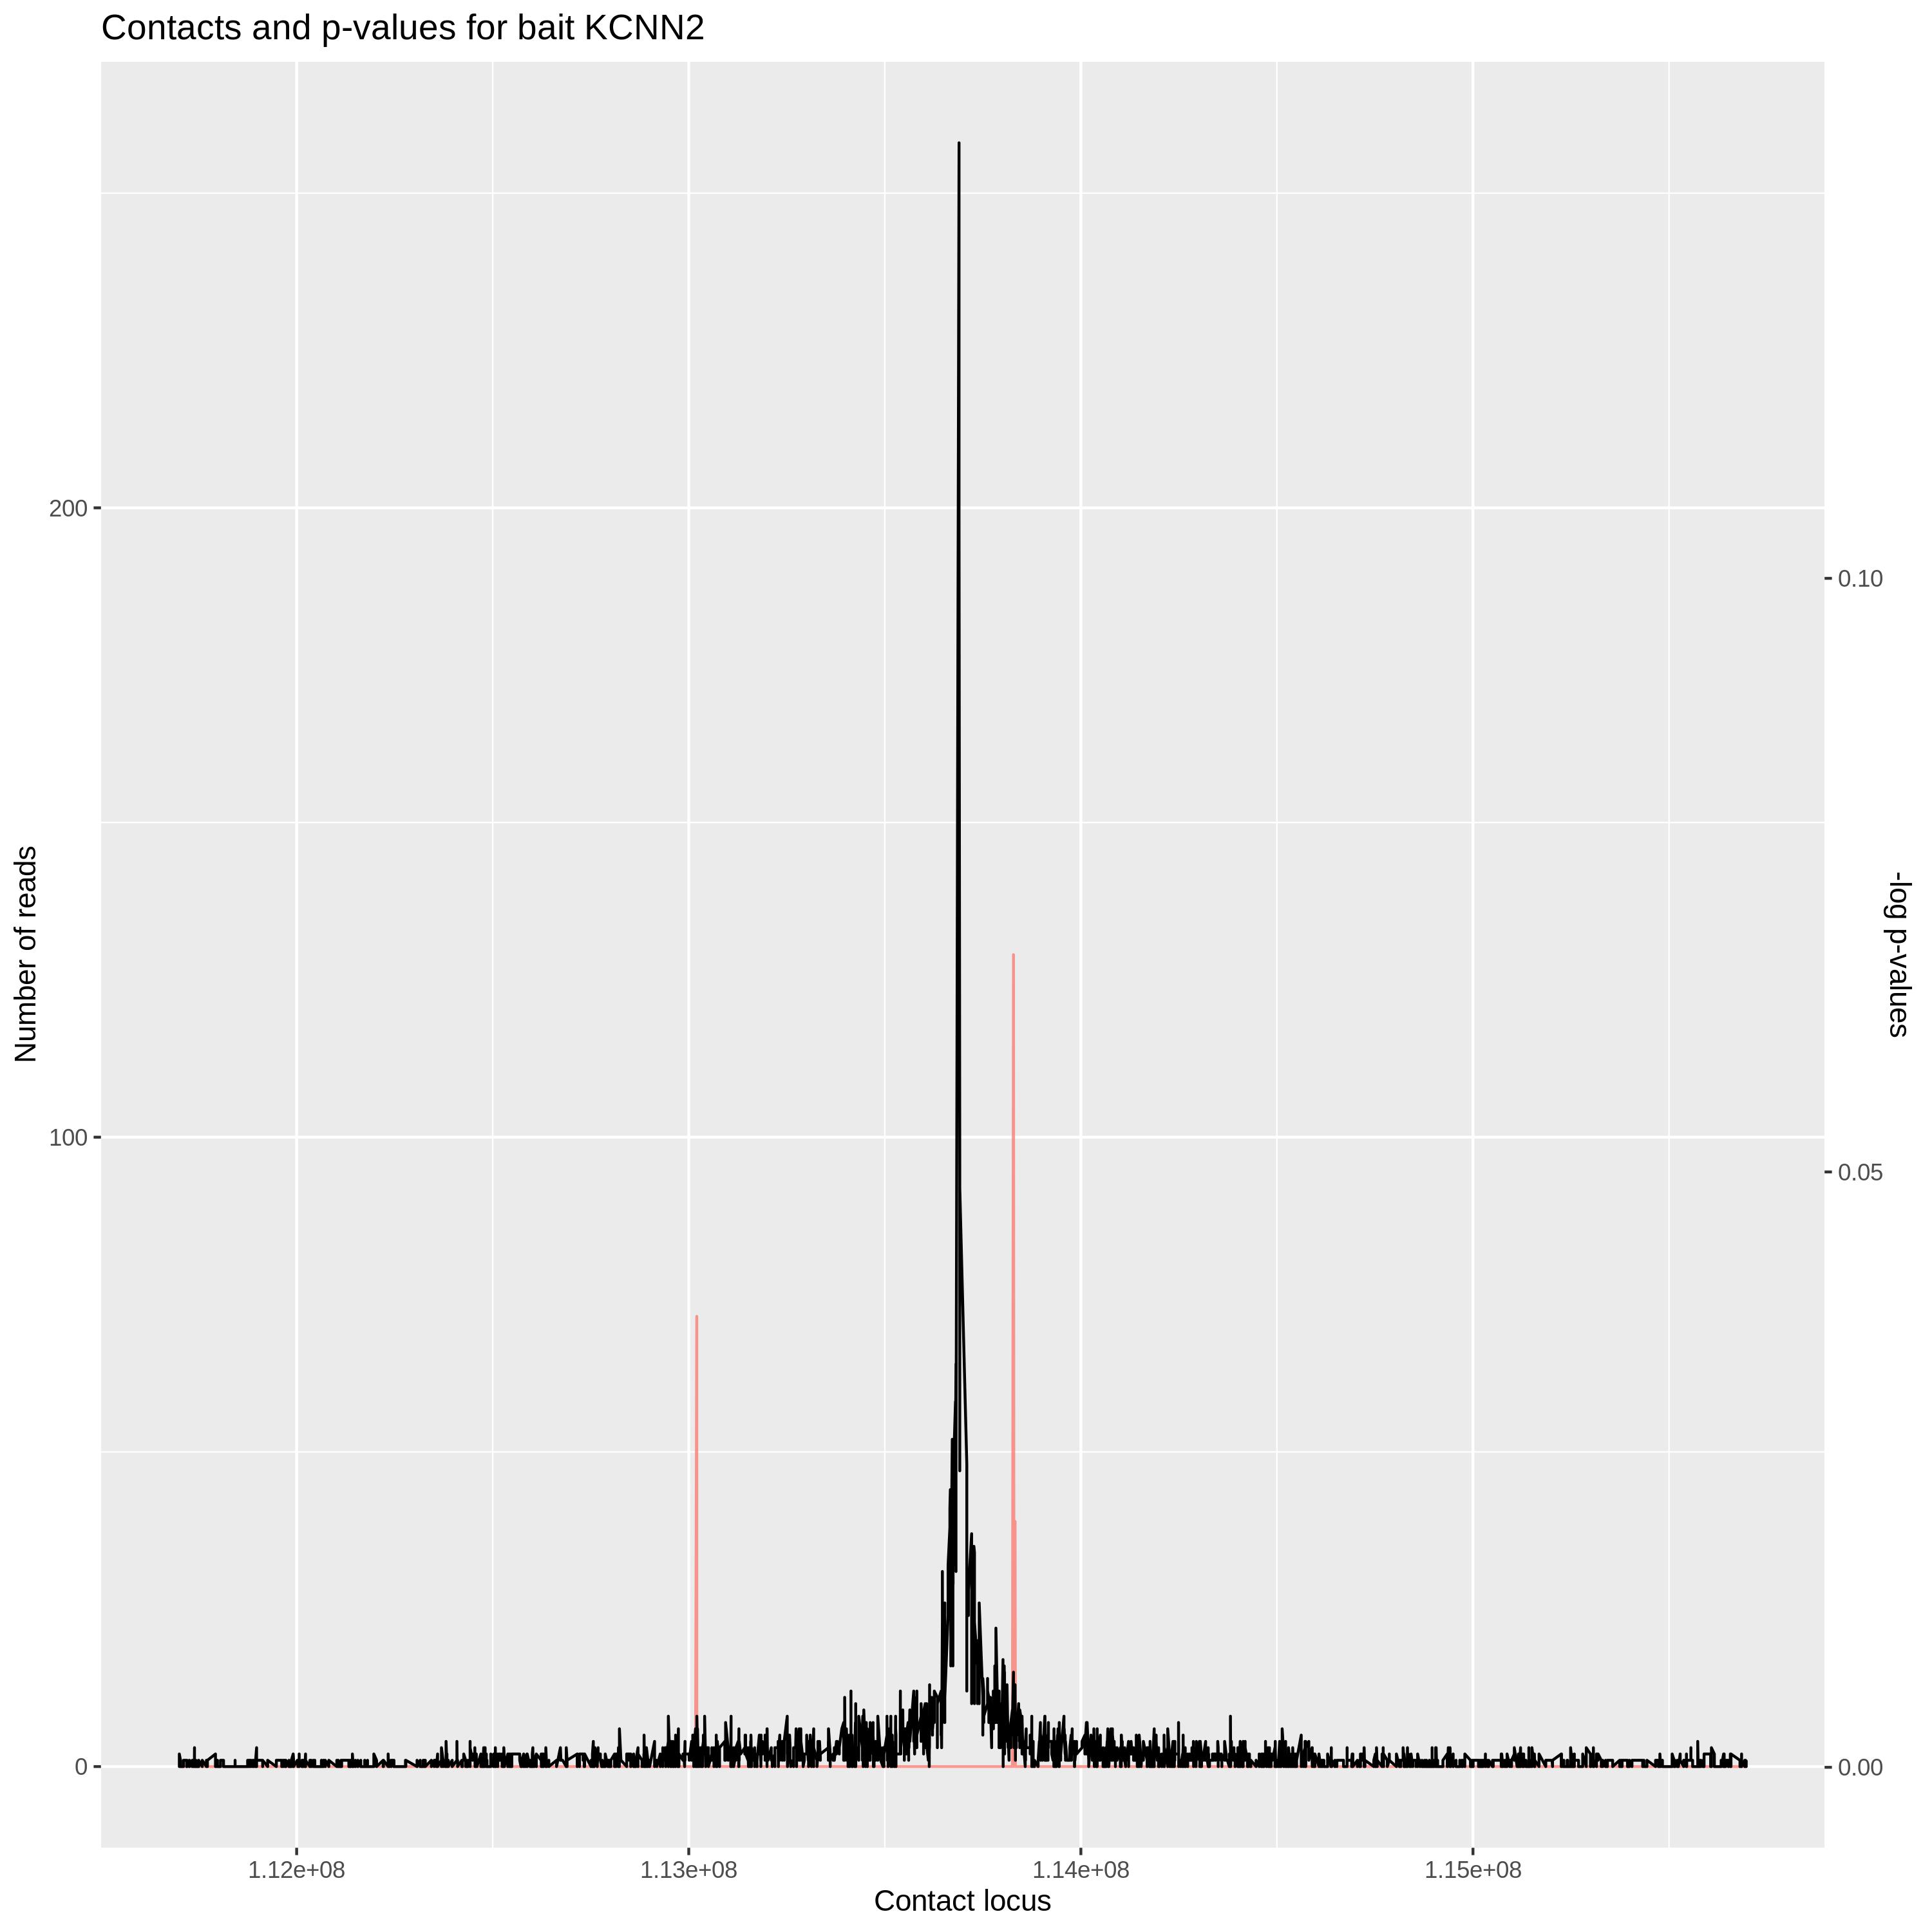 Contacts and p-values for bait KCNN2
Number of reads
200
100
0
0.10
0.05
0.00
-log p-values
1.12e+08
1.13e+08
1.14e+08
1.15e+08
Contact locus